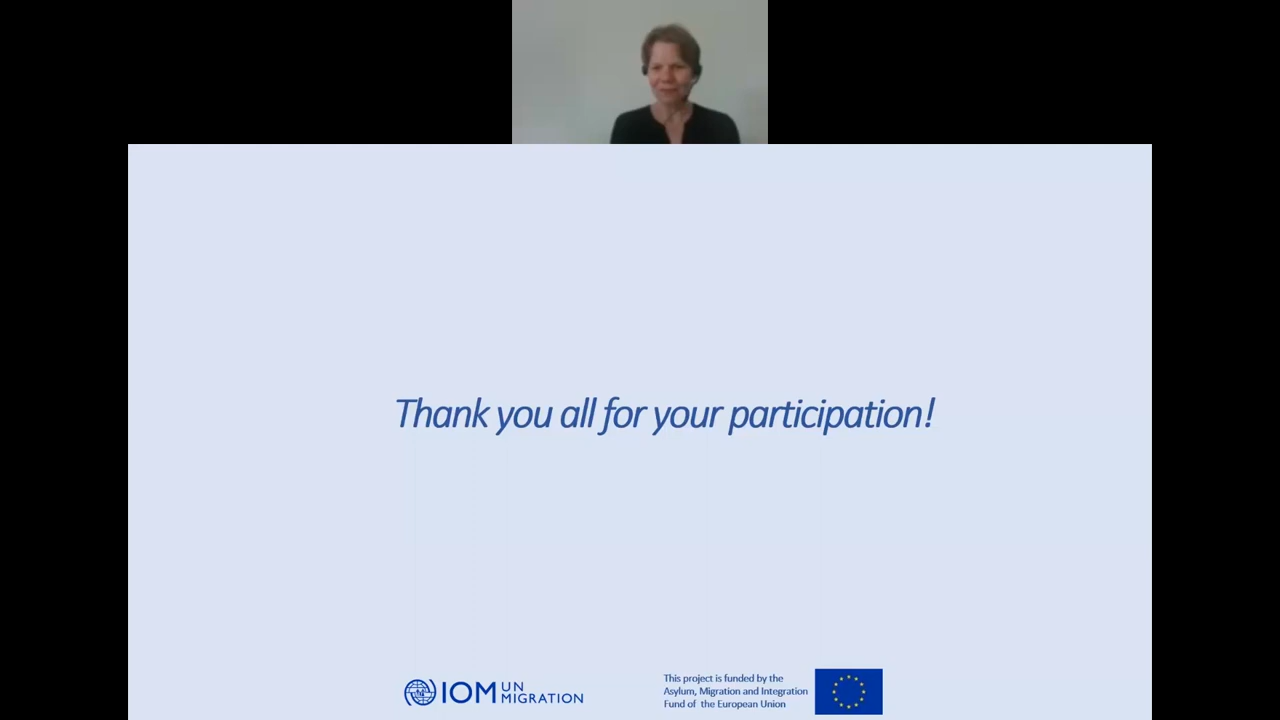 Thank you all for your participation!
IOM UN MIGRATION
This project is funded by the
Asylum, Migration and Integration
Fund of the European Union